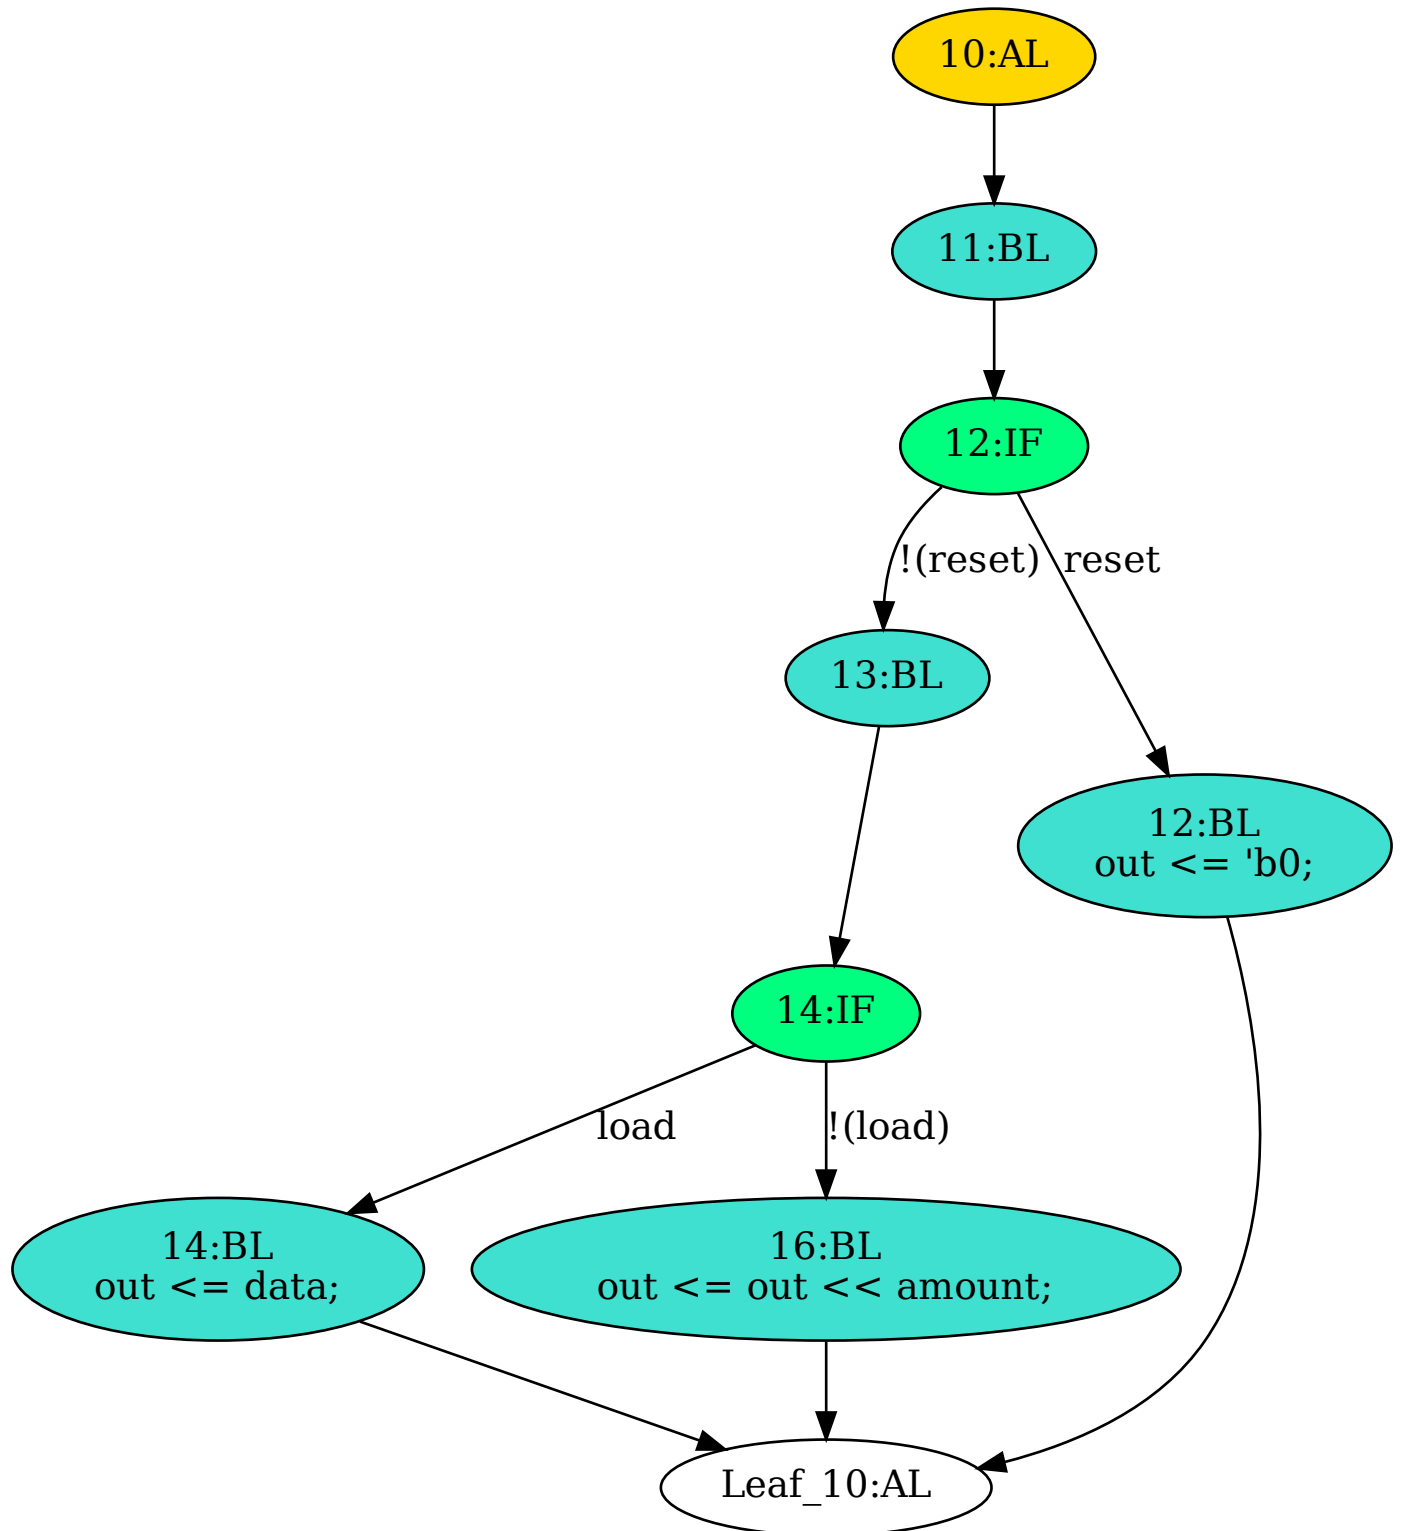 10:AL
11:BL
12:IF
!(reset)
reset
13:BL
12:BL
out <= 'b0;
14:IF
load
!(load)
14:BL
out <= data;
16:BL
out <= out << amount;
Leaf_10:AL